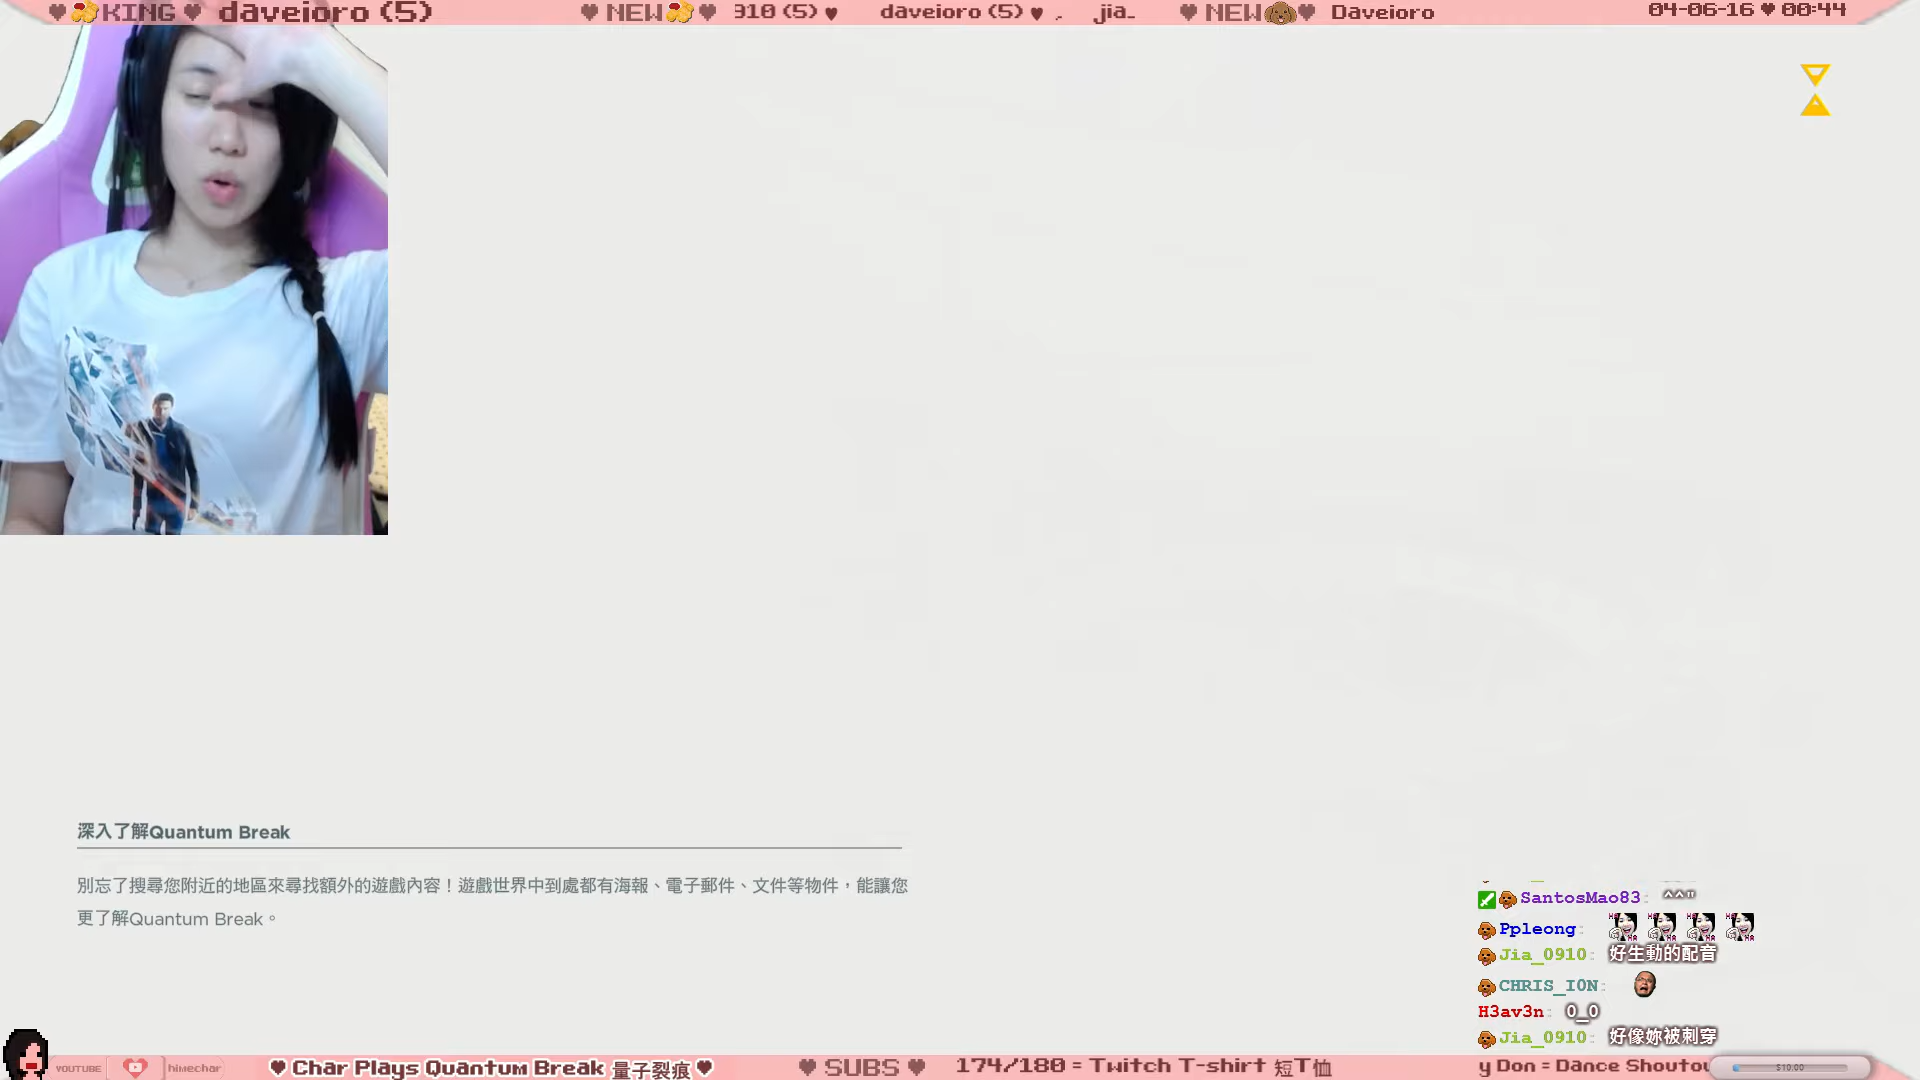 KING daveioro (5)
NEW 910 (5) ♥ daveioro (5) ♥ jia_
NEW Daveioro
04-06-16 ♥ 00:44
深入了解Quantum Break
別忘了搜尋您附近的地區來尋找額外的遊戲內容！遊戲世界中到處都有海報、電子郵件、文件等物件，能讓您
更了解Quantum Break。
SantosMao83: ^^"
Ppleong:
Jia_0910: 好生動的配音
CHRIS_ION:
H3av3n: 0_0
Jia_0910: 好像妳被刺穿
YOUTUBE himechar
♥ Char Plays Quantum Break 量子裂痕 ♥
♥ SUBS ♥ 174/180 = Twitch T-shirt 短T恤
y Don = Dance Shoutou
$10.00